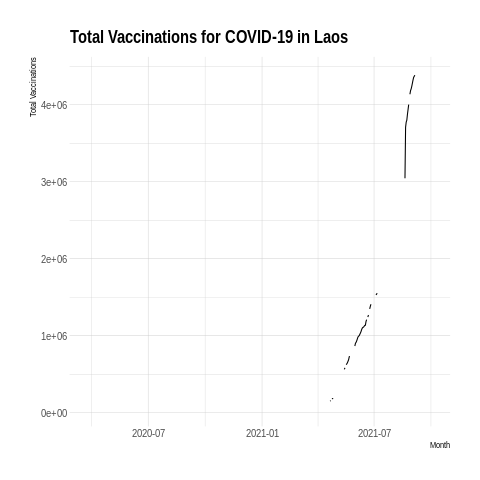 Total Vaccinations for COVID-19 in Laos
Total Vaccinations
4e+06
3e+06
2e+06
1e+06
0e+00
2020-07 2021-01 2021-07
Month